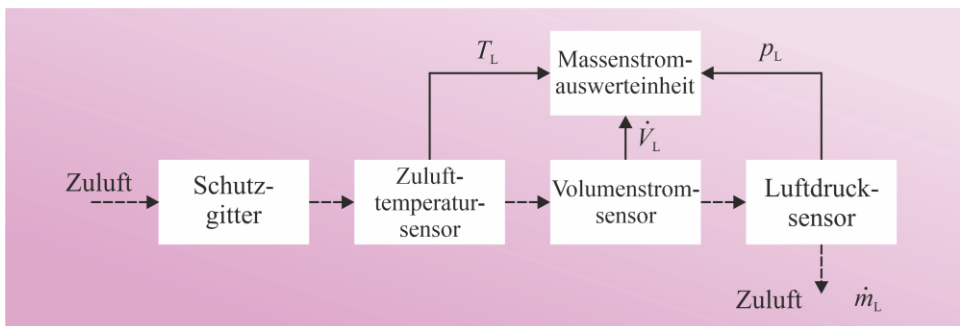 T_L
Massenstrom-
auswerteinheit
p_L
V̇_L
Zuluft
Schutz-
gitter
Zuluft-
temperatur-
sensor
Volumenstrom-
sensor
Luftdruck-
sensor
Zuluft ṁ_L